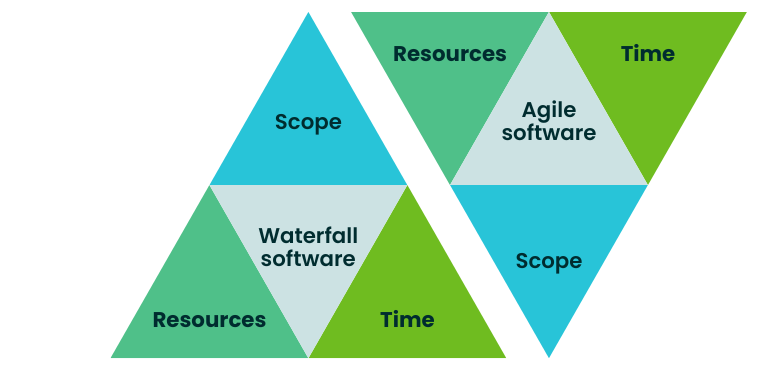 Scope
Waterfall
software
Resources
Time
Resources
Time
Agile
software
Scope